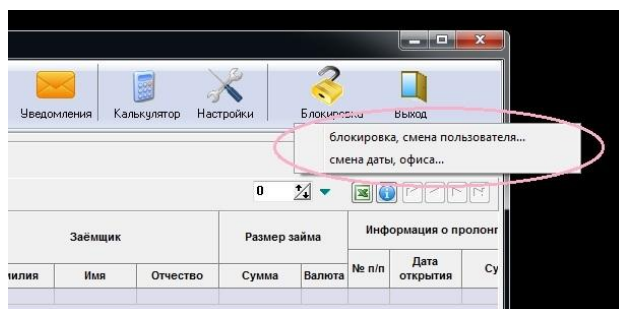 Уведомления Калькулятор Настройки Блокировка Выход
блокировка, смена пользователя...
смена даты, офиса...
0
Заёмщик Размер займа Информация о пролонг
милия Имя Отчество Сумма Валюта № п/п Дата открытия Су